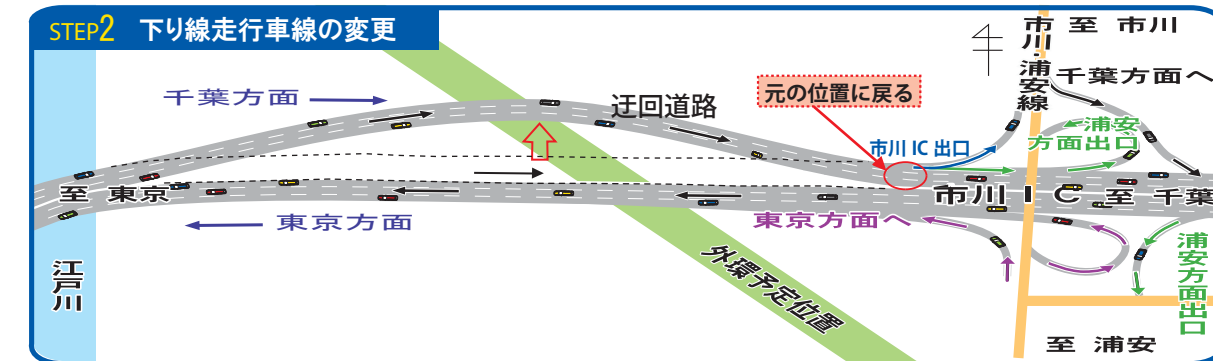 STEP2 下り線走行車線の変更
市川・浦安線
至 市川
千葉方面へ
千葉方面
迂回道路
元の位置に戻る
市川 IC 出口
浦安
方面出口
至 東京
市川 I C
至 千葉
東京方面
東京方面へ
外環予定位置
浦安方面出口
江戸川
至 浦安